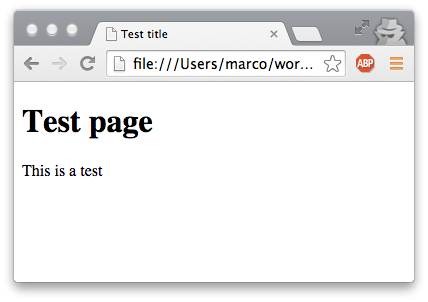 Test title
file:///Users/marco/wor...
ABP
Test page
This is a test